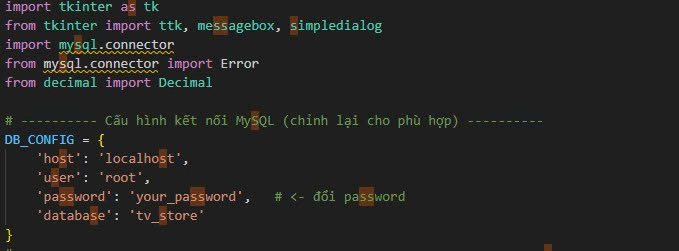 import tkinter as tk
from tkinter import ttk, messagebox, simpledialog
import mysql.connector
from mysql.connector import Error
from decimal import Decimal

# ---------- Cấu hình kết nối MySQL (chỉnh lại cho phù hợp) ----------
DB_CONFIG = {
    'host': 'localhost',
    'user': 'root',
    'password': 'your_password',   # <- đổi password
    'database': 'tv_store'
}